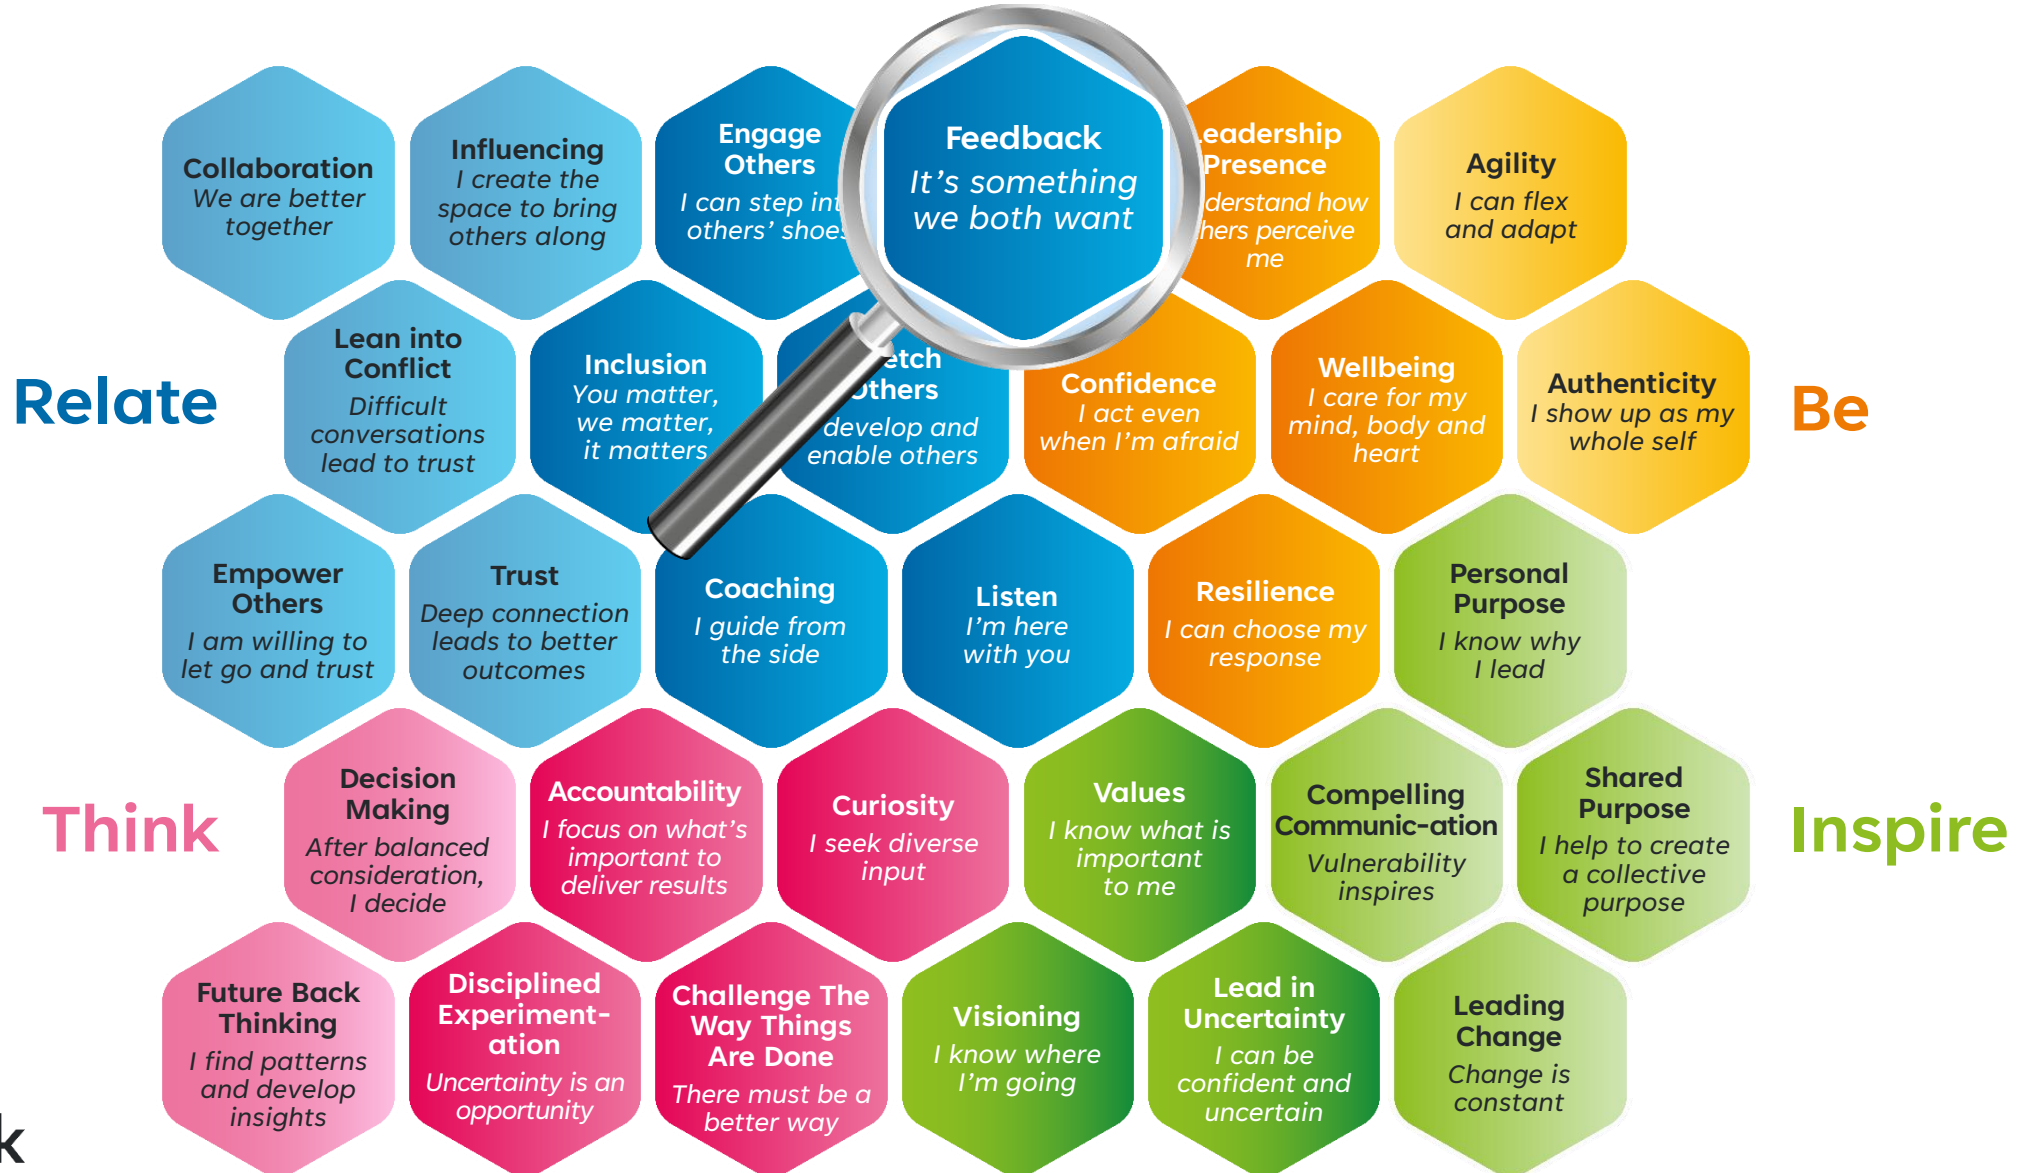 Collaboration
We are better
together
Influencing
I create the
space to bring
others along
Engage
Others
I can step
others'
Feedback
It's something
we both want
Presence
how
perceive
me
Agility
I can flex
and adapt
Relate
Lean into
Conflict
Difficult
conversations
lead to trust
Inclusion
You matter,
we matter,
it matters
Others
develop and
enable others
Confidence
I act even
when I'm afraid
Wellbeing
I care for my
mind, body and
heart
Authenticity
I show up as my
whole self
Be
Empower
Others
I am willing to
let go and trust
Trust
Deep connection
leads to better
outcomes
Coaching
I guide from
the side
Listen
I'm here
with you
Resilience
I can choose my
response
Personal
Purpose
I know why
I lead
Think
Decision
Making
After balanced
consideration,
I decide
Accountability
I focus on what's
important to
deliver results
Curiosity
I seek diverse
input
Values
I know what is
important
to me
Compelling
Communic-ation
Vulnerability
inspires
Shared
Purpose
I help to create
a collective
purpose
Inspire
Future Back
Thinking
I find patterns
and develop
insights
Disciplined
Experiment-
ation
Uncertainty is an
opportunity
Challenge The
Way Things
Are Done
There must be a
better way
Visioning
I know where
I'm going
Lead in
Uncertainty
I can be
confident and
uncertain
Leading
Change
Change is
constant